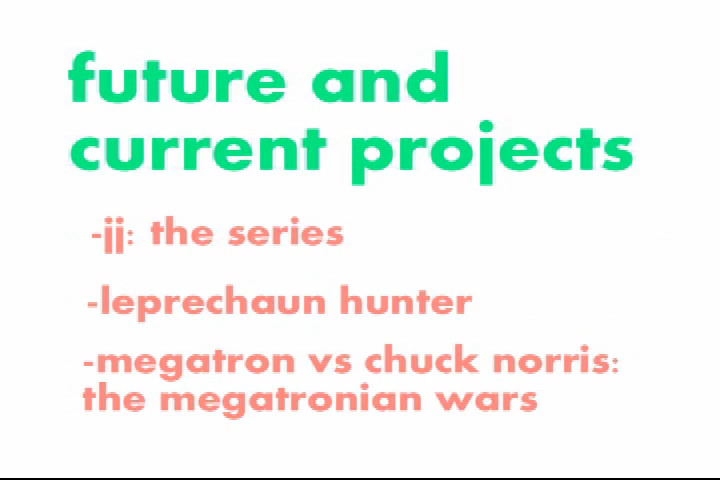 future and
current projects
-jj: the series
-leprechaun hunter
-megatron vs chuck norris:
the megatronian wars